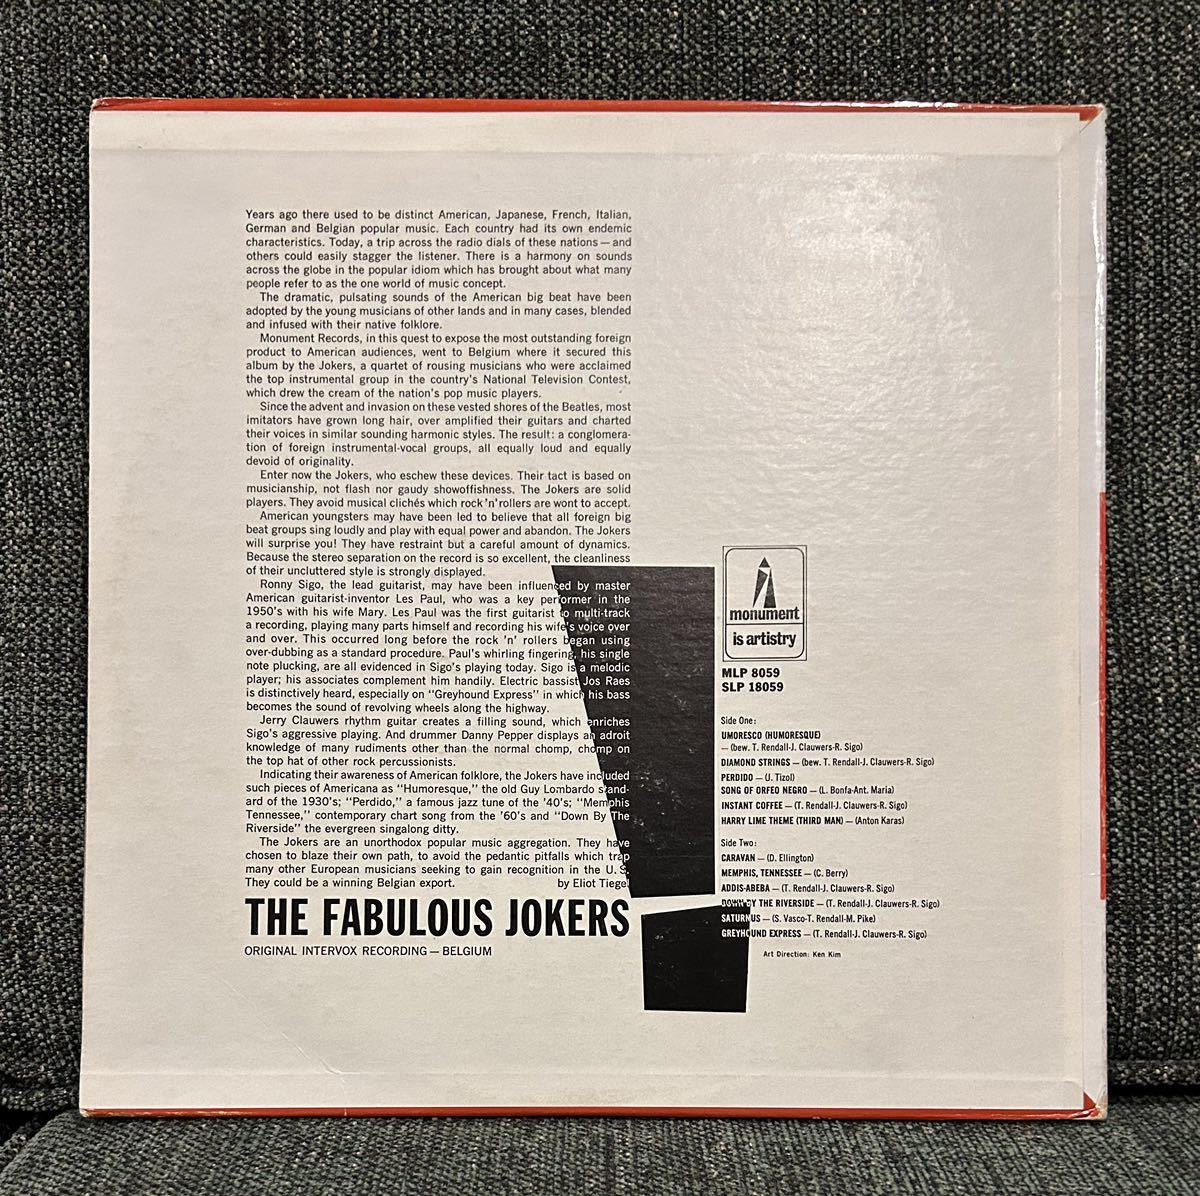 Years ago there used to be distinct American, Japanese, French, Italian,
German and Belgian popular music. Each country had its own endemic
characteristics. Today, a trip across the radio dials of these nations — and
others could easily stagger the listener. There is a harmony on sounds
across the globe in the popular idiom which has brought about what many
people refer to as the one world of music concept.
The dramatic, pulsating sounds of the American big beat have been
adopted by the young musicians of other lands and in many cases, blended
and infused with their native folklore.
Monument Records, in this quest to expose the most outstanding foreign
product to American audiences, went to Belgium where it secured this
album by the Jokers, a quartet of rousing musicians who were acclaimed
the top instrumental group in the country's National Television Contest,
which drew the cream of the nation's pop music players.
Since the advent and invasion on these vested shores of the Beatles, most
imitators have grown long hair, over amplified their guitars and charted
their voices in similar sounding harmonic styles. The result: a conglomera-
tion of foreign instrumental-vocal groups, all equally loud and equally
devoid of originality.
Enter now the Jokers, who eschew these devices. Their tact is based on
musicianship, not flash nor gaudy showoffishness. The Jokers are solid
players. They avoid musical clichés which rock 'n' rollers are wont to accept.
American youngsters may have been led to believe that all foreign big
beat groups sing loudly and play with equal power and abandon. The Jokers
will surprise you! They have restraint but a careful amount of dynamics.
Because the stereo separation on the record is so excellent, the cleanliness
of their uncluttered style is strongly displayed.
Ronny Sigo, the lead guitarist, may have been influenced by master
American guitarist-inventor Les Paul, who was a key performer in the
1950's with his wife Mary. Les Paul was the first guitarist to multi-track
a recording, playing many parts himself and recording his wife's voice over
and over. This occurred long before the rock 'n' rollers began using
over-dubbing as a standard procedure. Paul's whirling fingering, his single
note plucking, are all evidenced in Sigo's playing today. Sigo is a melodic
player; his associates complement him handily. Electric bassist Jos Raes
is distinctively heard, especially on "Greyhound Express" in which his bass
becomes the sound of revolving wheels along the highway.
Jerry Clauwers rhythm guitar creates a filling sound, which enriches
Sigo's aggressive playing. And drummer Danny Pepper displays an adroit
knowledge of many rudiments other than the normal chomp, chomp on
the top hat of other rock percussionists.
Indicating their awareness of American folklore, the Jokers have included
such pieces of Americana as "Humoresque," the old Guy Lombardo stand-
ard of the 1930's; "Perdido," a famous jazz tune of the '40's; "Memphis
Tennessee," contemporary chart song from the '60's and "Down By The
Riverside" the evergreen singalong ditty.
The Jokers are an unorthodox popular music aggregation. They have
chosen to blaze their own path, to avoid the pedantic pitfalls which trap
many other European musicians seeking to gain recognition in the U. S.
They could be a winning Belgian export. by Eliot Tiegel
THE FABULOUS JOKERS
ORIGINAL INTERVOX RECORDING — BELGIUM
monument
is artistry
MLP 8059
SLP 18059
Side One:
UMORESCO (HUMORESQUE)
— (bew. T. Rendall-J. Clauwers-R. Sigo)
DIAMOND STRINGS — (bew. T. Rendall-J. Clauwers-R. Sigo)
PERDIDO — (J. Tizol)
SONG OF ORFEO NEGRO — (L. Bonfa-Ant. Maria)
INSTANT COFFEE — (T. Rendall-J. Clauwers-R. Sigo)
HARRY LIME THEME (THIRD MAN) — (Anton Karas)
Side Two:
CARAVAN — (D. Ellington)
MEMPHIS, TENNESSEE — (C. Berry)
ADDIS-ABEBA — (T. Rendall-J. Clauwers-R. Sigo)
DOWN BY THE RIVERSIDE — (T. Rendall-J. Clauwers-R. Sigo)
SATURNUS — (S. Vasco-T. Rendall-M. Pike)
GREYHOUND EXPRESS — (T. Rendall-J. Clauwers-R. Sigo)
Art Direction: Ken Kim